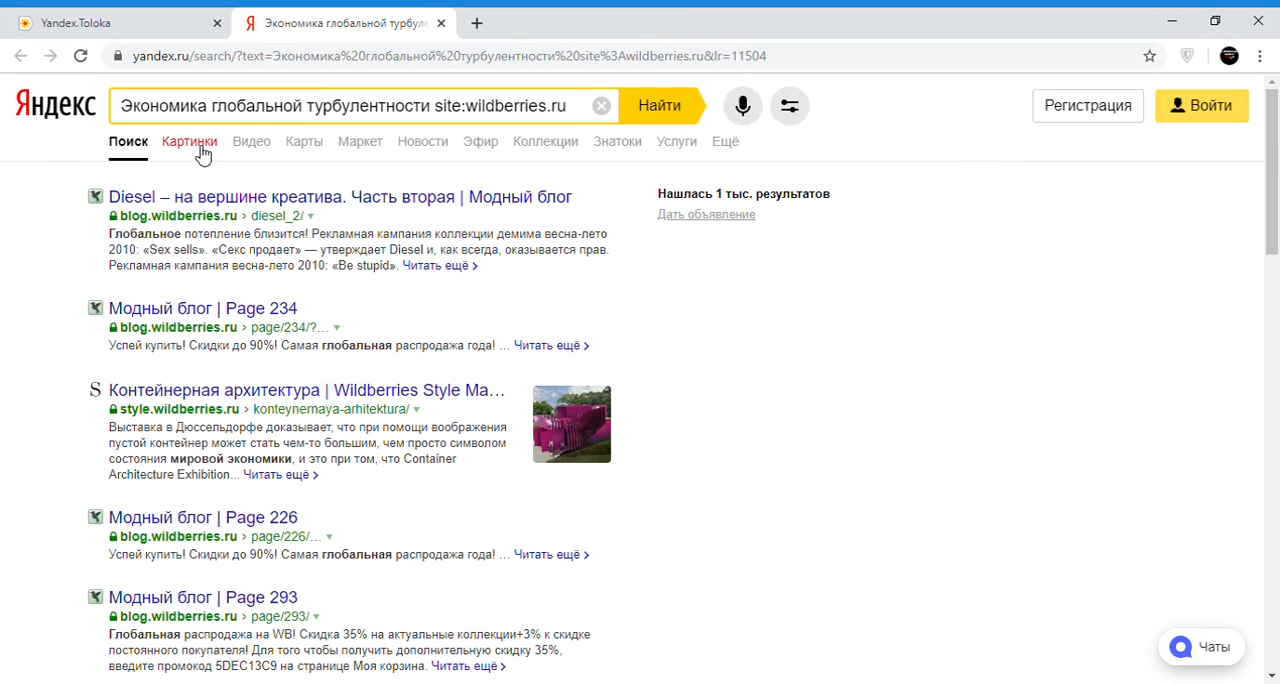 Yandex.Toloka
Я Экономика глобальной турбуле
yandex.ru/search/?text=Экономика%20глобальной%20турбулентности%20site%3Awildberries.ru&lr=11504
Яндекс
Экономика глобальной турбулентности site:wildberries.ru
Найти
Регистрация
Войти
Поиск Картинки Видео Карты Маркет Новости Эфир Коллекции Знатоки Услуги Ещё
Diesel – на вершине креатива. Часть вторая | Модный блог
blog.wildberries.ru › diesel_2/
Глобальное потепление близится! Рекламная кампания коллекции демима весна-лето
2010: «Sex sells». «Секс продает» — утверждает Diesel и, как всегда, оказывается прав.
Рекламная кампания весна-лето 2010: «Be stupid». Читать ещё ›
Нашлась 1 тыс. результатов
Дать объявление
Модный блог | Page 234
blog.wildberries.ru › page/234/?...
Успей купить! Скидки до 90%! Самая глобальная распродажа года! ... Читать ещё ›
S Контейнерная архитектура | Wildberries Style Ma...
style.wildberries.ru › konteynernaya-arhitektura/
Выставка в Дюссельдорфе доказывает, что при помощи воображения
пустой контейнер может стать чем-то большим, чем просто символом
состояния мировой экономики, и это при том, что Container
Architecture Exhibition... Читать ещё ›
Модный блог | Page 226
blog.wildberries.ru › page/226/...
Успей купить! Скидки до 90%! Самая глобальная распродажа года! ... Читать ещё ›
Модный блог | Page 293
blog.wildberries.ru › page/293/
Глобальная распродажа на WB! Скидка 35% на актуальные коллекции+3% к скидке
постоянного покупателя! Для того чтобы получить дополнительную скидку 35%,
введите промокод 5DEC13C9 на странице Моя корзина. Читать ещё ›
Чаты